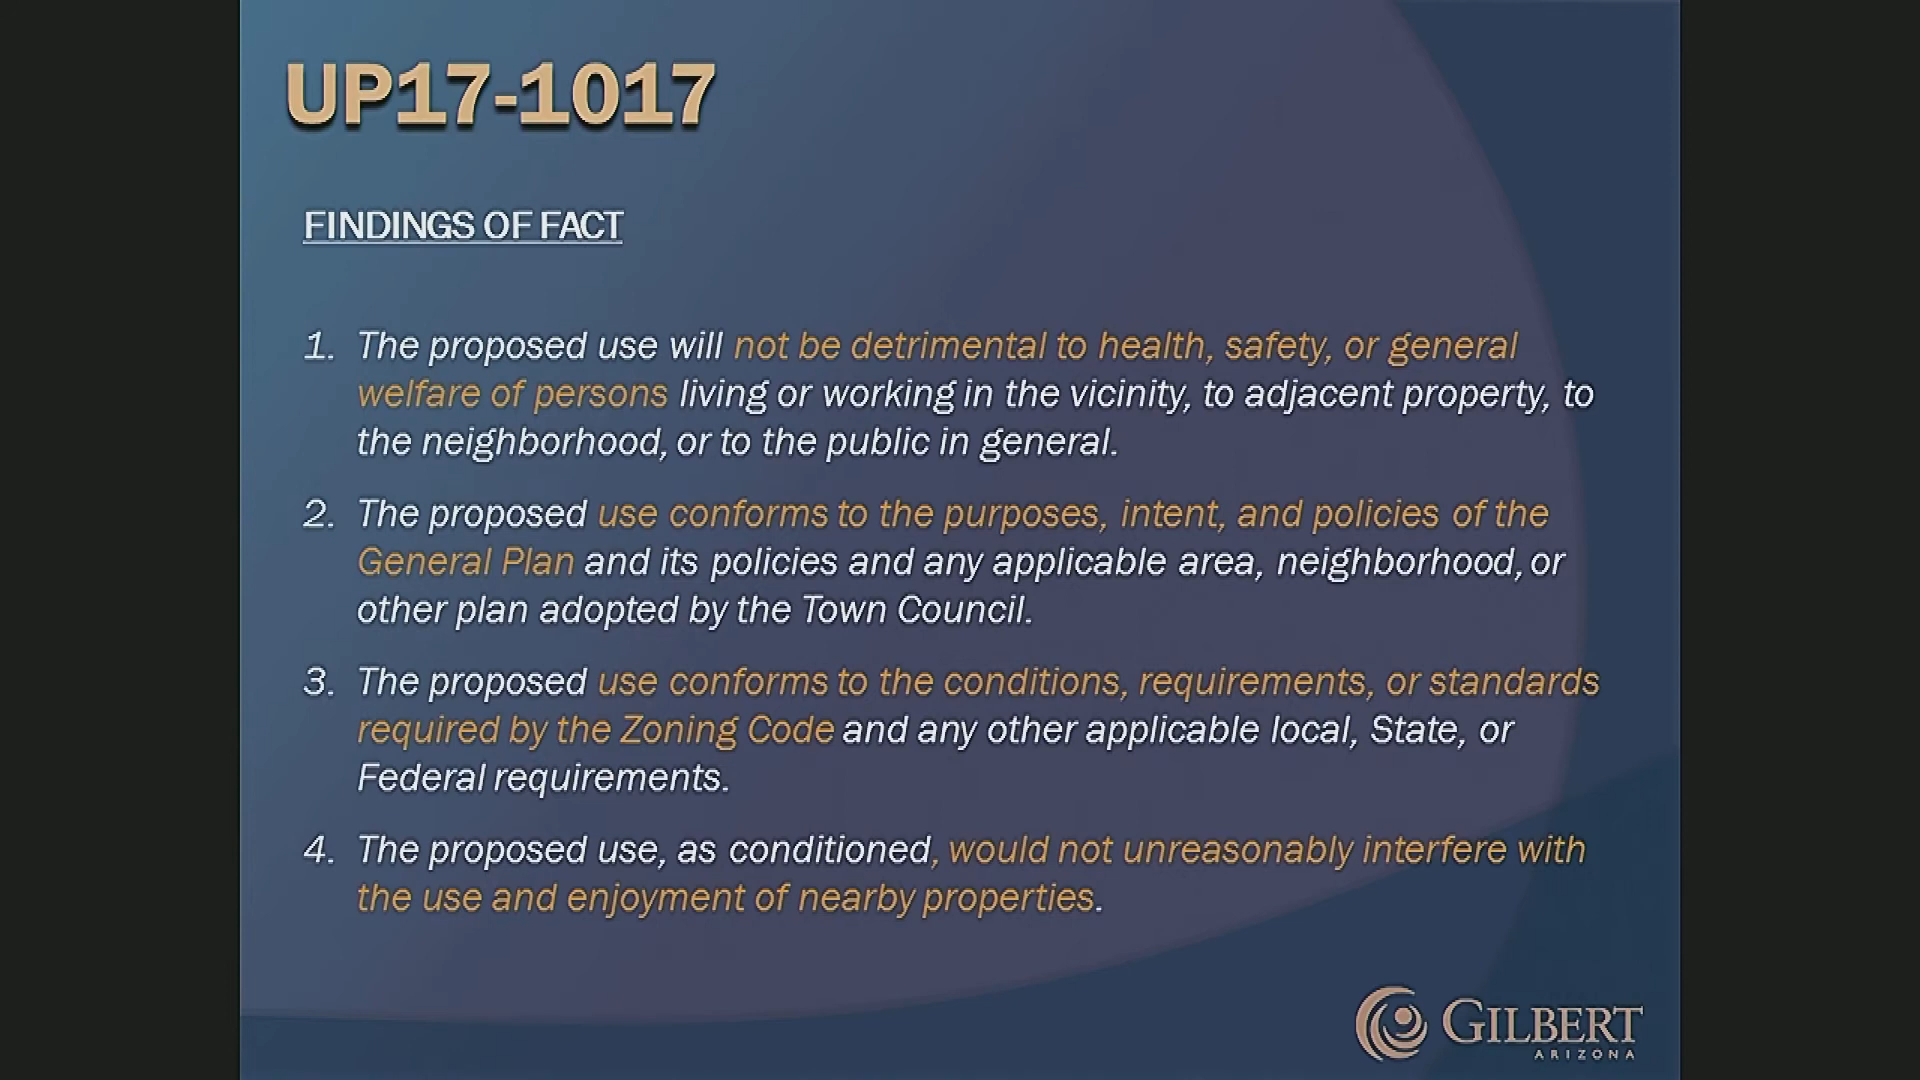 UP17-1017
FINDINGS OF FACT
1. The proposed use will not be detrimental to health, safety, or general
welfare of persons living or working in the vicinity, to adjacent property, to
the neighborhood, or to the public in general.
2. The proposed use conforms to the purposes, intent, and policies of the
General Plan and its policies and any applicable area, neighborhood, or
other plan adopted by the Town Council.
3. The proposed use conforms to the conditions, requirements, or standards
required by the Zoning Code and any other applicable local, State, or
Federal requirements.
4. The proposed use, as conditioned, would not unreasonably interfere with
the use and enjoyment of nearby properties.
GILBERT
ARIZONA